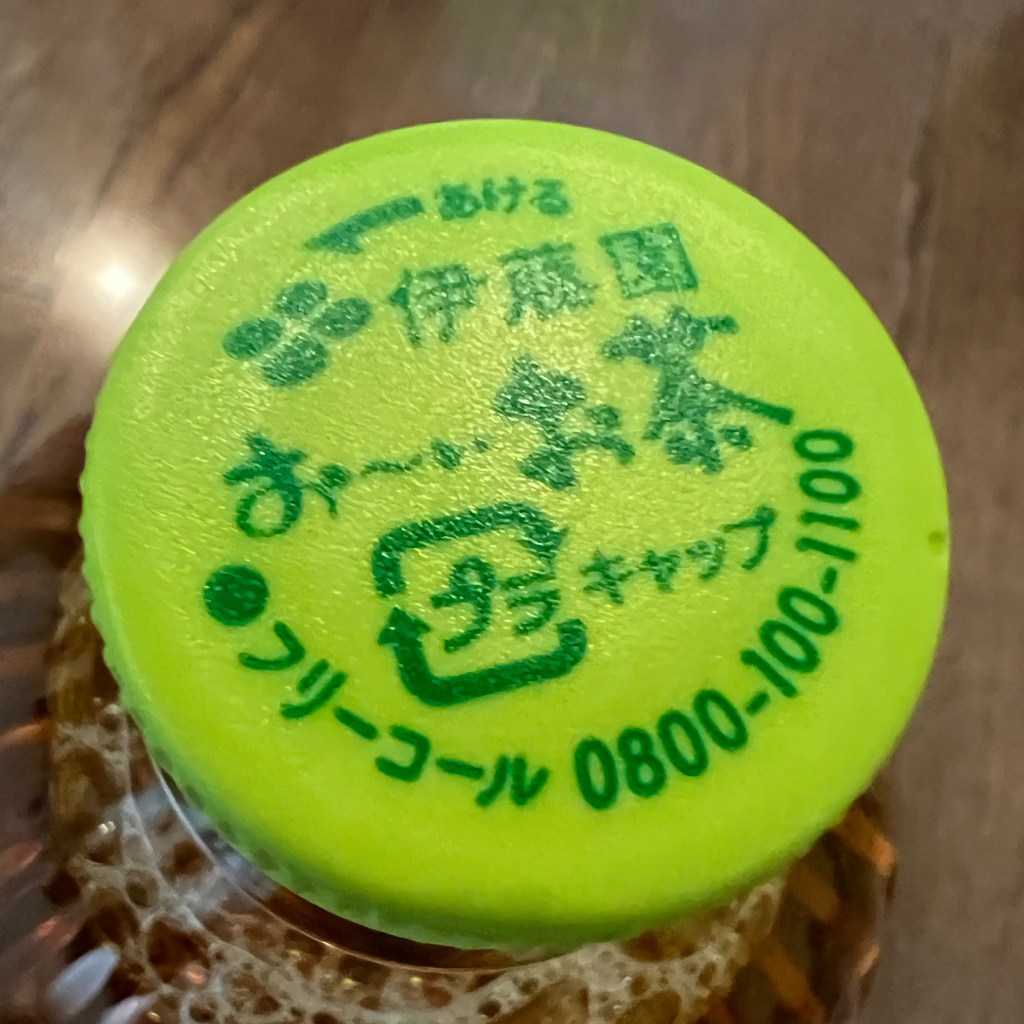 あける
伊藤園
お〜いお茶
プラ キャップ
●フリーコール 0800-100-1100